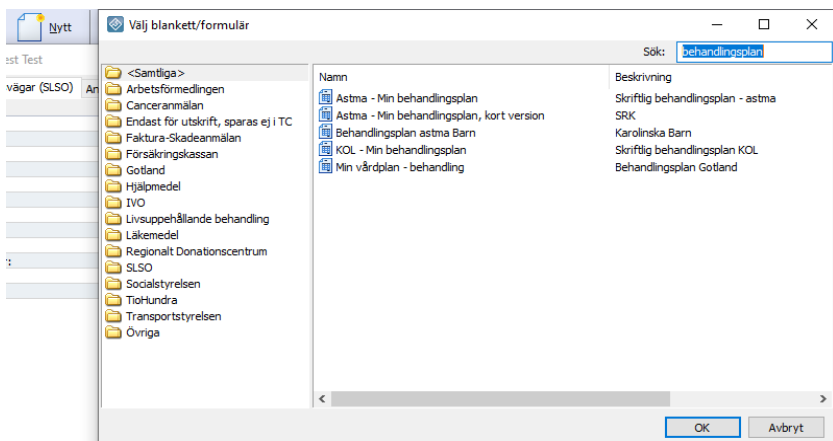 Nytt
Välj blankett/formulär
est Test
Sök: behandlingsplan
vägar (SLSO) An
<Samtliga>
Arbetsförmedlingen
Canceranmälan
Endast för utskrift, sparas ej i TC
Faktura-Skadeanmälan
Försäkringskassan
Gotland
Hjälpmedel
IVO
Livsuppehållande behandling
Läkemedel
Regionalt Donationscentrum
SLSO
Socialstyrelsen
TioHundra
Transportstyrelsen
Övriga
Namn Beskrivning
Astma - Min behandlingsplan Skriftlig behandlingsplan - astma
Astma - Min behandlingsplan, kort version SRK
Behandlingsplan astma Barn Karolinska Barn
KOL - Min behandlingsplan Skriftlig behandlingsplan KOL
Min vårdplan - behandling Behandlingsplan Gotland
OK Avbryt